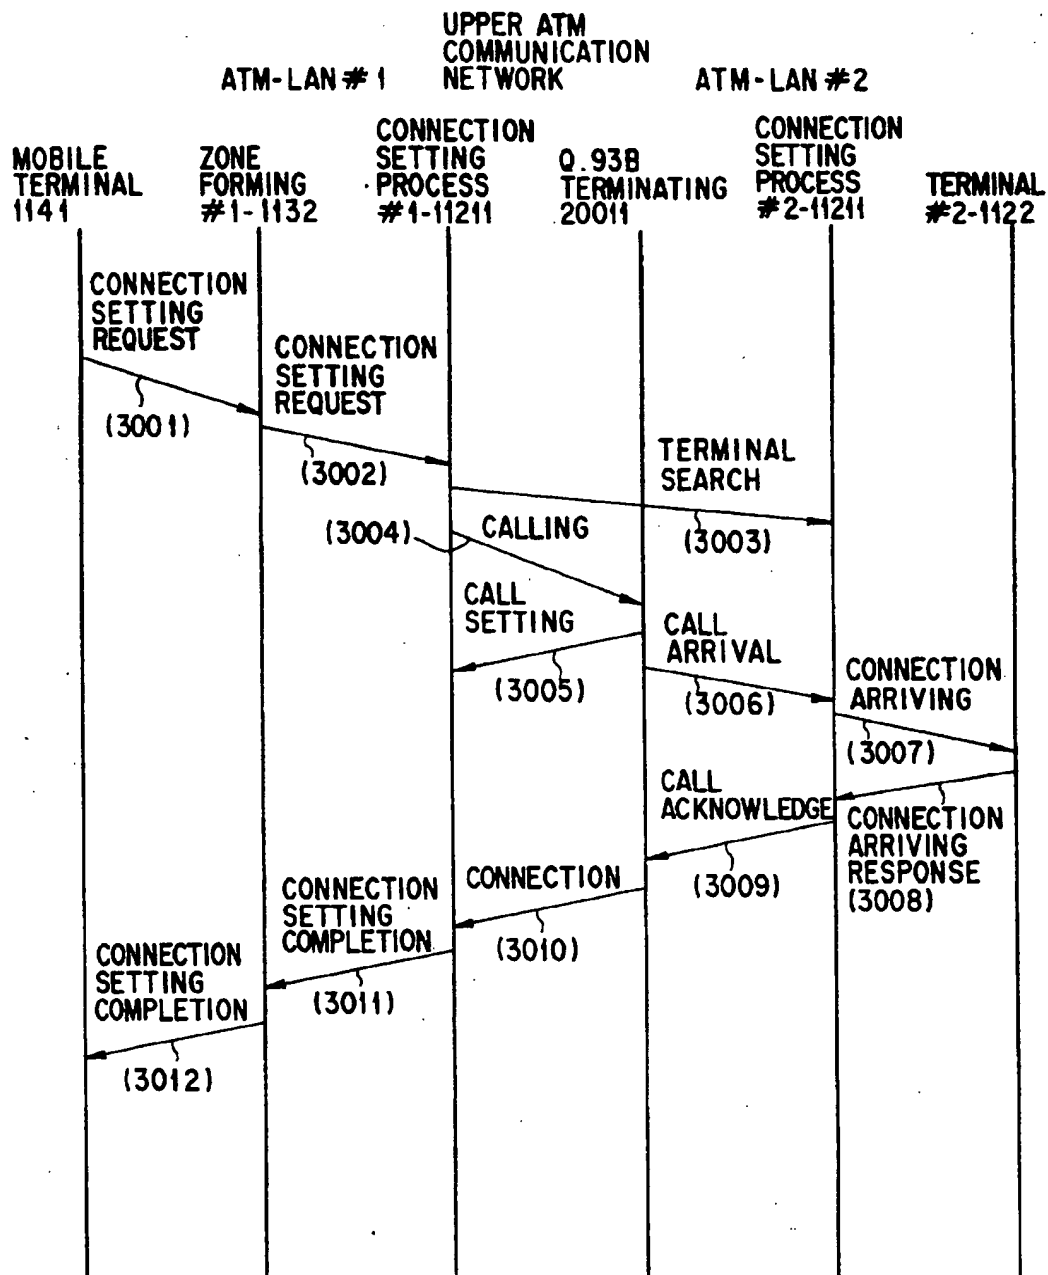 UPPER ATM
COMMUNICATION
NETWORK
ATM-LAN #1
ATM-LAN #2
MOBILE
TERMINAL
1141
ZONE
FORMING
#1-1132
CONNECTION
SETTING
PROCESS
#1-11211
Q.93B
TERMINATING
20011
CONNECTION
SETTING
PROCESS
#2-11211
TERMINAL
#2-1122
CONNECTION
SETTING
REQUEST
(3001)
CONNECTION
SETTING
REQUEST
(3002)
TERMINAL
SEARCH
(3003)
(3004)
CALLING
CALL
SETTING
(3005)
CALL
ARRIVAL
(3006)
CONNECTION
ARRIVING
(3007)
CONNECTION
ARRIVING
RESPONSE
(3008)
CALL
ACKNOWLEDGE
(3009)
CONNECTION
(3010)
CONNECTION
SETTING
COMPLETION
(3011)
CONNECTION
SETTING
COMPLETION
(3012)